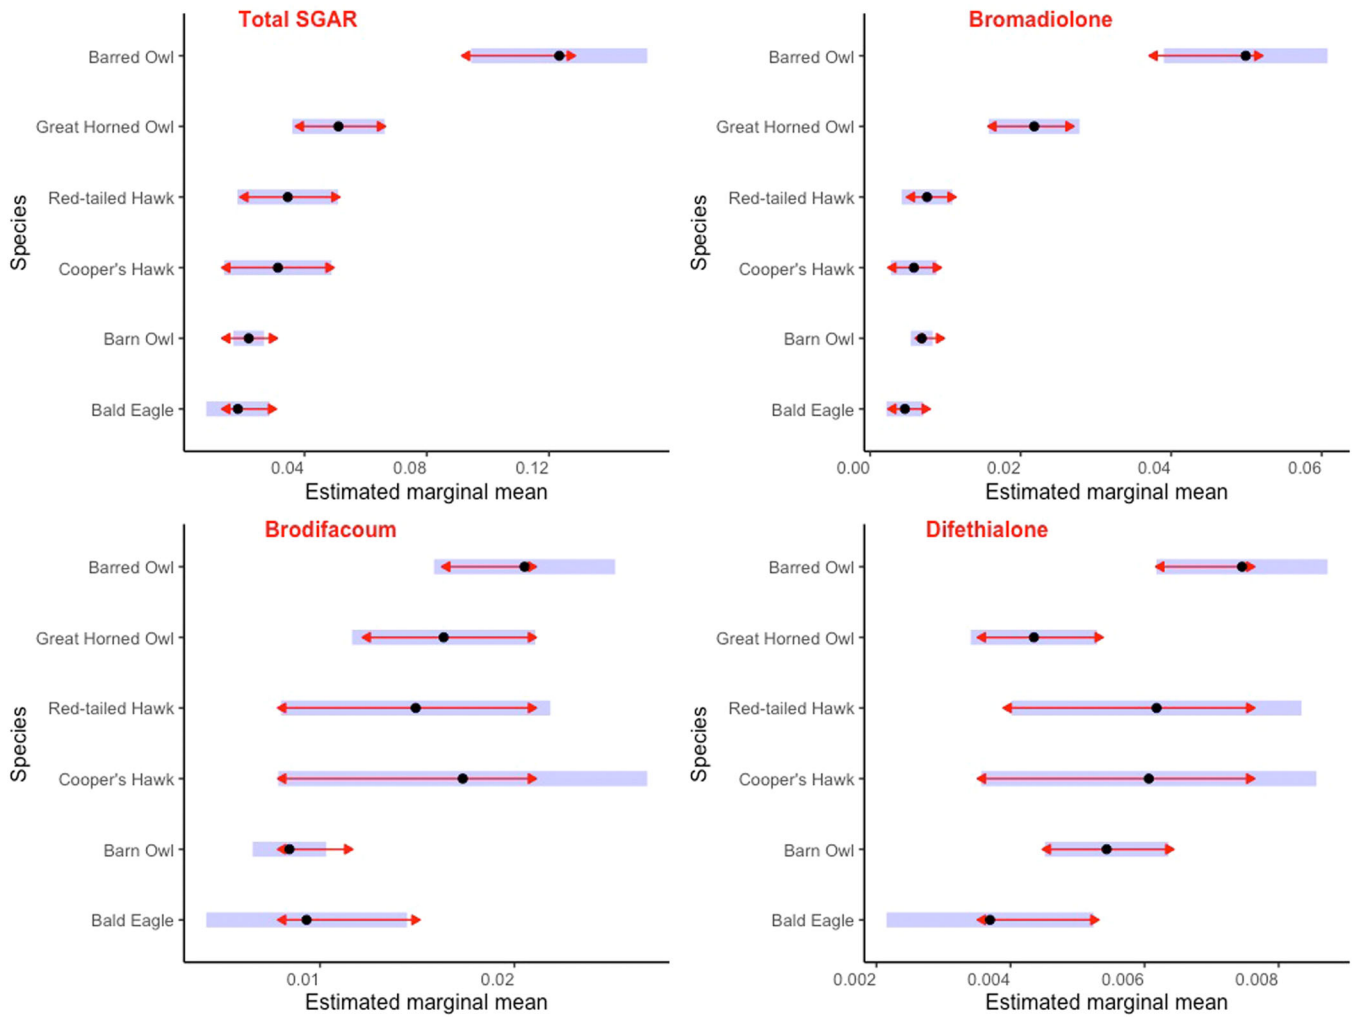 Total SGAR
Species
Barred Owl
Great Horned Owl
Red-tailed Hawk
Cooper's Hawk
Barn Owl
Bald Eagle
0.04 0.08 0.12
Estimated marginal mean
Bromadiolone
Species
Barred Owl
Great Horned Owl
Red-tailed Hawk
Cooper's Hawk
Barn Owl
Bald Eagle
0.00 0.02 0.04 0.06
Estimated marginal mean
Brodifacoum
Species
Barred Owl
Great Horned Owl
Red-tailed Hawk
Cooper's Hawk
Barn Owl
Bald Eagle
0.01 0.02
Estimated marginal mean
Difethialone
Species
Barred Owl
Great Horned Owl
Red-tailed Hawk
Cooper's Hawk
Barn Owl
Bald Eagle
0.002 0.004 0.006 0.008
Estimated marginal mean